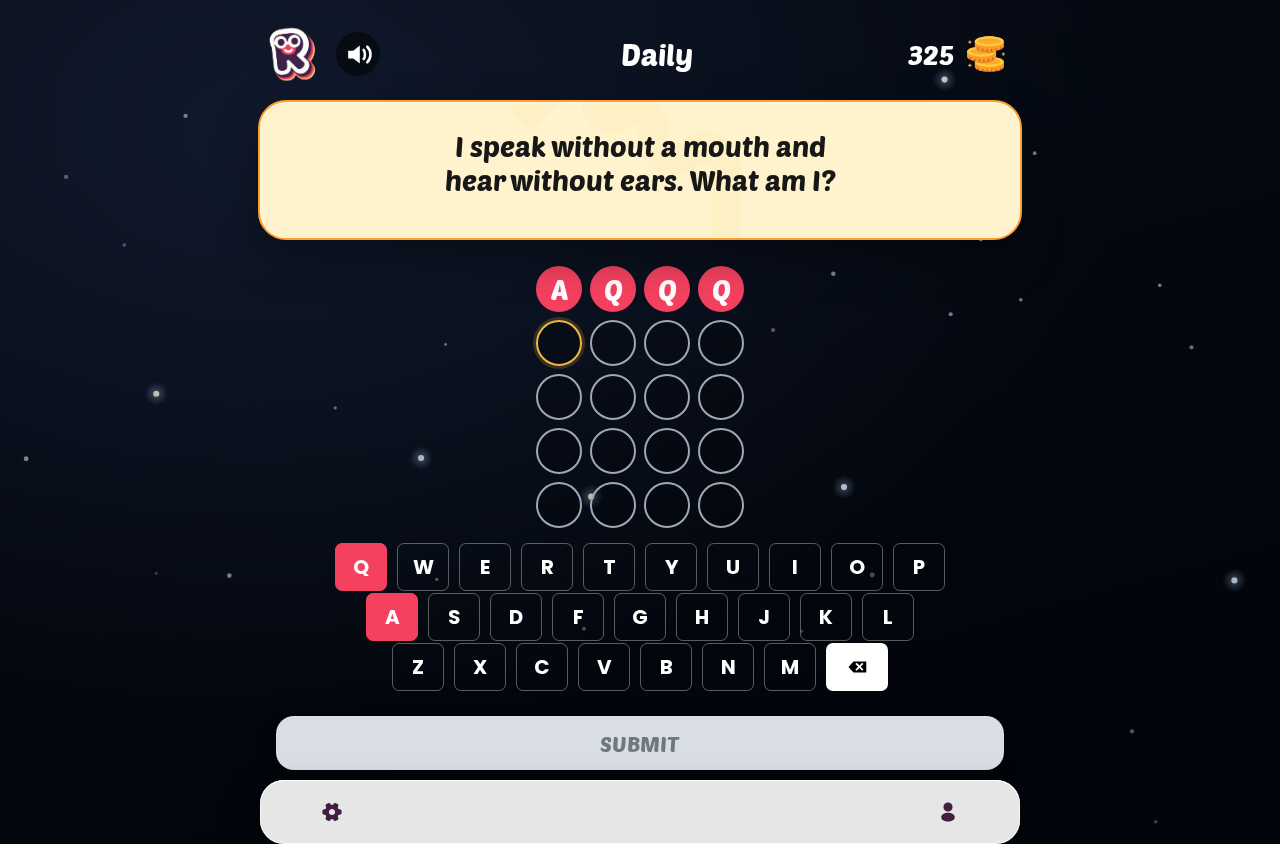 R
Daily
325
I speak without a mouth and
hear without ears. What am I?
A Q Q Q
Q W E R T Y U I O P
A S D F G H J K L
Z X C V B N M
SUBMIT